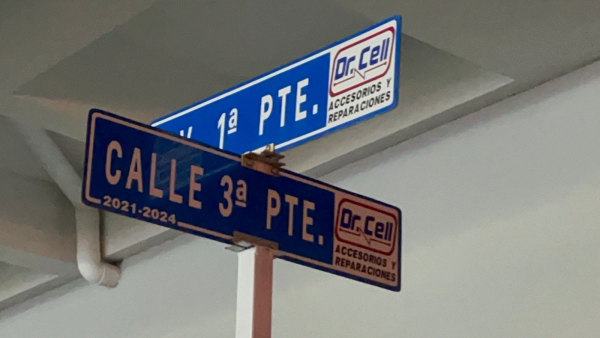 1ª PTE.
Dr. Cell
ACCESORIOS Y
REPARACIONES
CALLE 3ª PTE.
2021-2024
Dr. Cell
ACCESORIOS Y
REPARACIONES